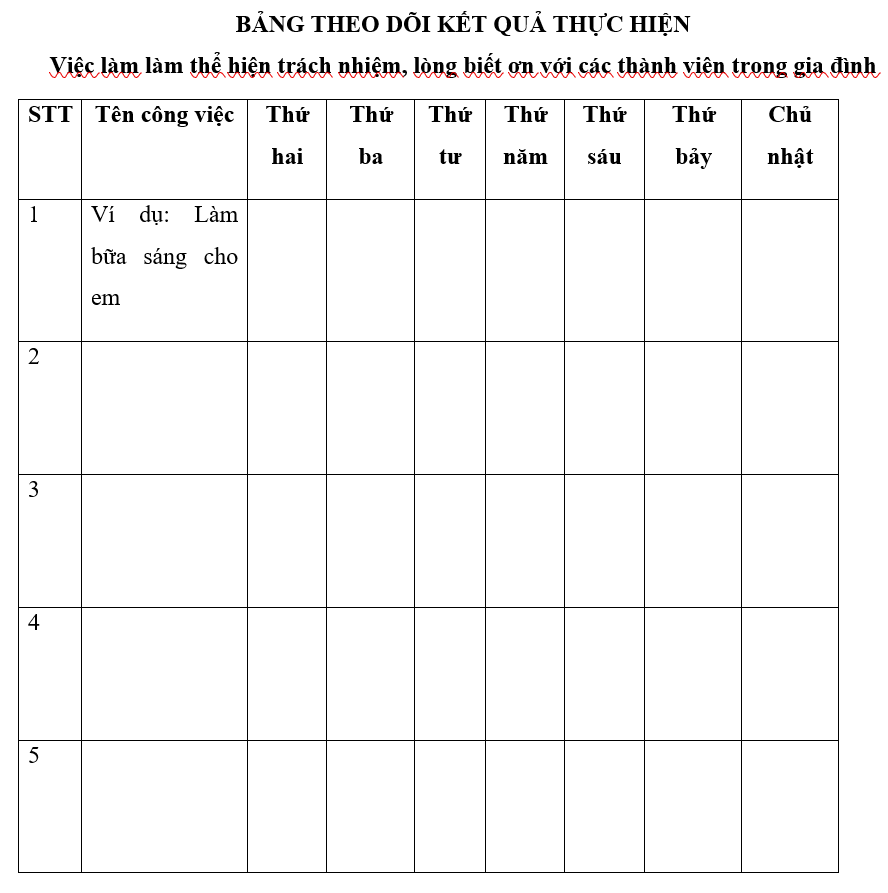 BẢNG THEO DÕI KẾT QUẢ THỰC HIỆN
Việc làm làm thể hiện trách nhiệm, lòng biết ơn với các thành viên trong gia đình
STT Tên công việc Thứ hai Thứ ba Thứ tư Thứ năm Thứ sáu Thứ bảy Chủ nhật
1 Ví dụ: Làm
bữa sáng cho
em
2
3
4
5